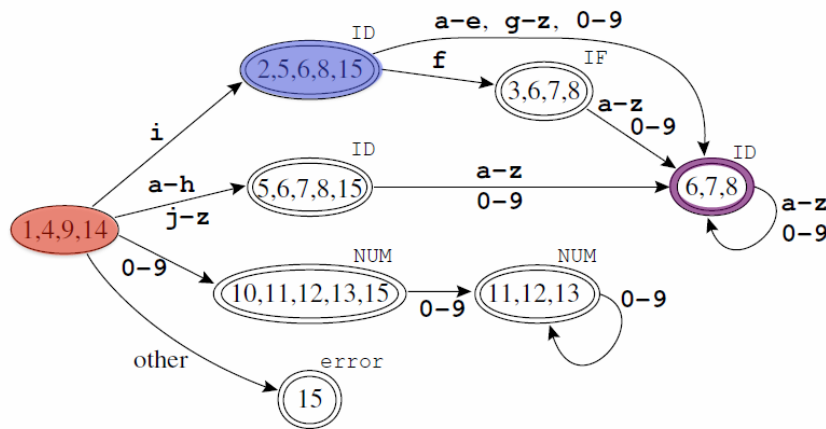 ID
a-e, g-z, 0-9
2,5,6,8,15
f
IF
3,6,7,8
a-z
0-9
i
ID
ID
a-h
5,6,7,8,15
a-z
6,7,8
j-z
0-9
a-z
0-9
1,4,9,14
NUM
NUM
0-9
10,11,12,13,15
0-9
11,12,13
0-9
other
error
15